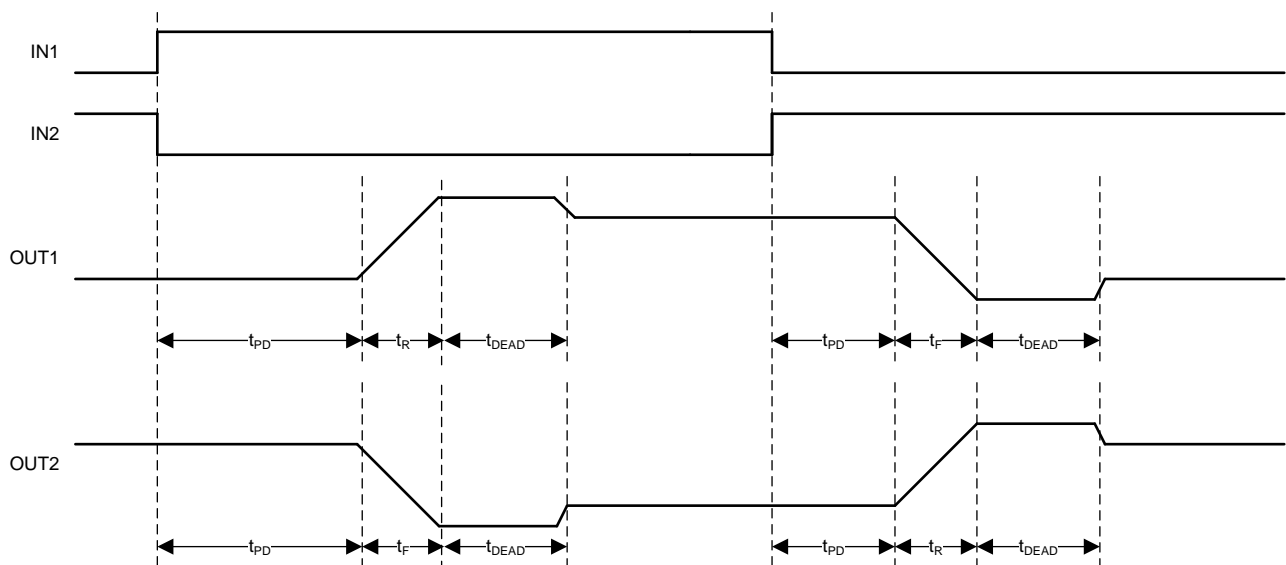 IN1
IN2
OUT1
tPD tR tDEAD tPD tF tDEAD
OUT2
tPD tF tDEAD tPD tR tDEAD